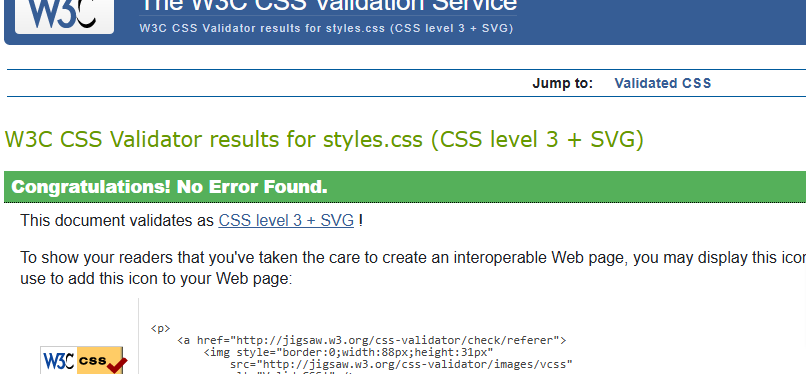 W3C
The W3C CSS Validation Service
W3C CSS Validator results for styles.css (CSS level 3 + SVG)
Jump to: Validated CSS
W3C CSS Validator results for styles.css (CSS level 3 + SVG)
Congratulations! No Error Found.
This document validates as CSS level 3 + SVG !
To show your readers that you've taken the care to create an interoperable Web page, you may display this icon
use to add this icon to your Web page:
<p>
<a href="http://jigsaw.w3.org/css-validator/check/referer">
<img style="border:0;width:88px;height:31px"
src="http://jigsaw.w3.org/css-validator/images/vcss"
W3C css